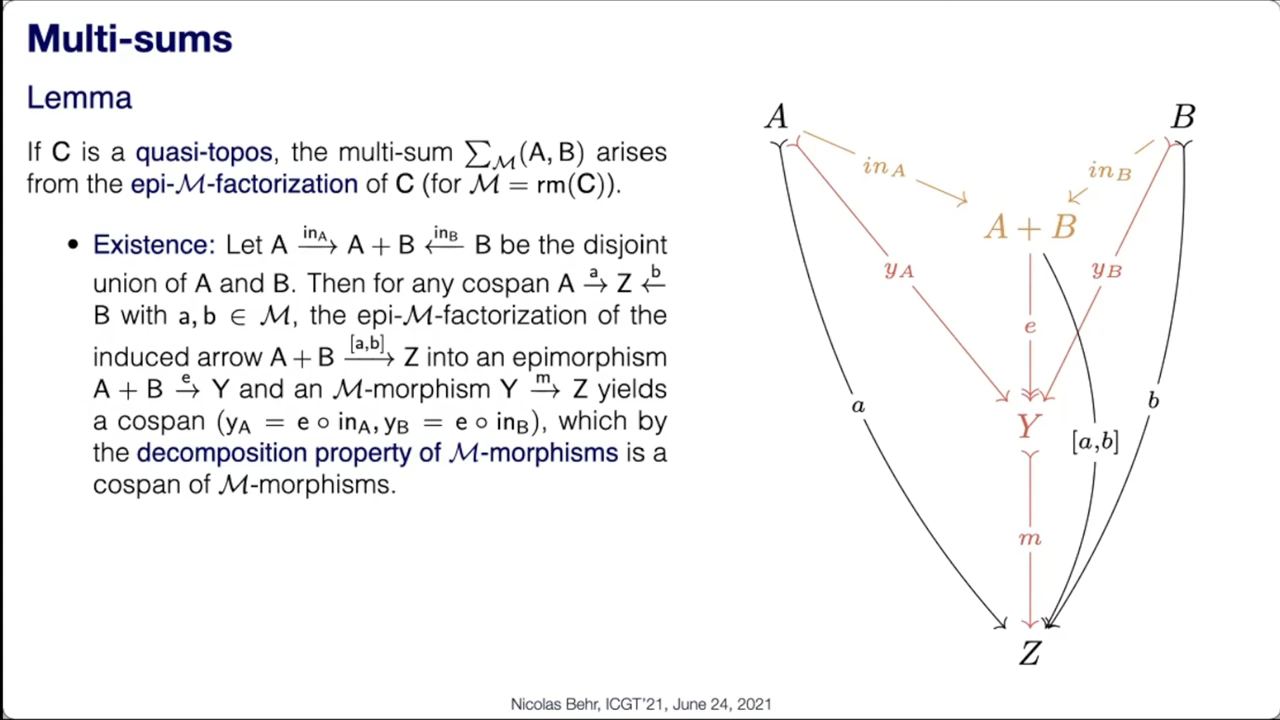 Multi-sums
Lemma
If C is a quasi-topos, the multi-sum ∑_ℳ(A, B) arises
from the epi-ℳ-factorization of C (for ℳ = rm(C)).
• Existence: Let A —in_A→ A + B ←in_B— B be the disjoint
union of A and B. Then for any cospan A —a→ Z ←b—
B with a, b ∈ ℳ, the epi-ℳ-factorization of the
induced arrow A + B —[a,b]→ Z into an epimorphism
A + B —e→ Y and an ℳ-morphism Y —m→ Z yields
a cospan (y_A = e ∘ in_A, y_B = e ∘ in_B), which by
the decomposition property of ℳ-morphisms is a
cospan of ℳ-morphisms.
A
B
in_A
in_B
A + B
y_A
y_B
e
a
b
Y
[a,b]
m
Z
Nicolas Behr, ICGT'21, June 24, 2021